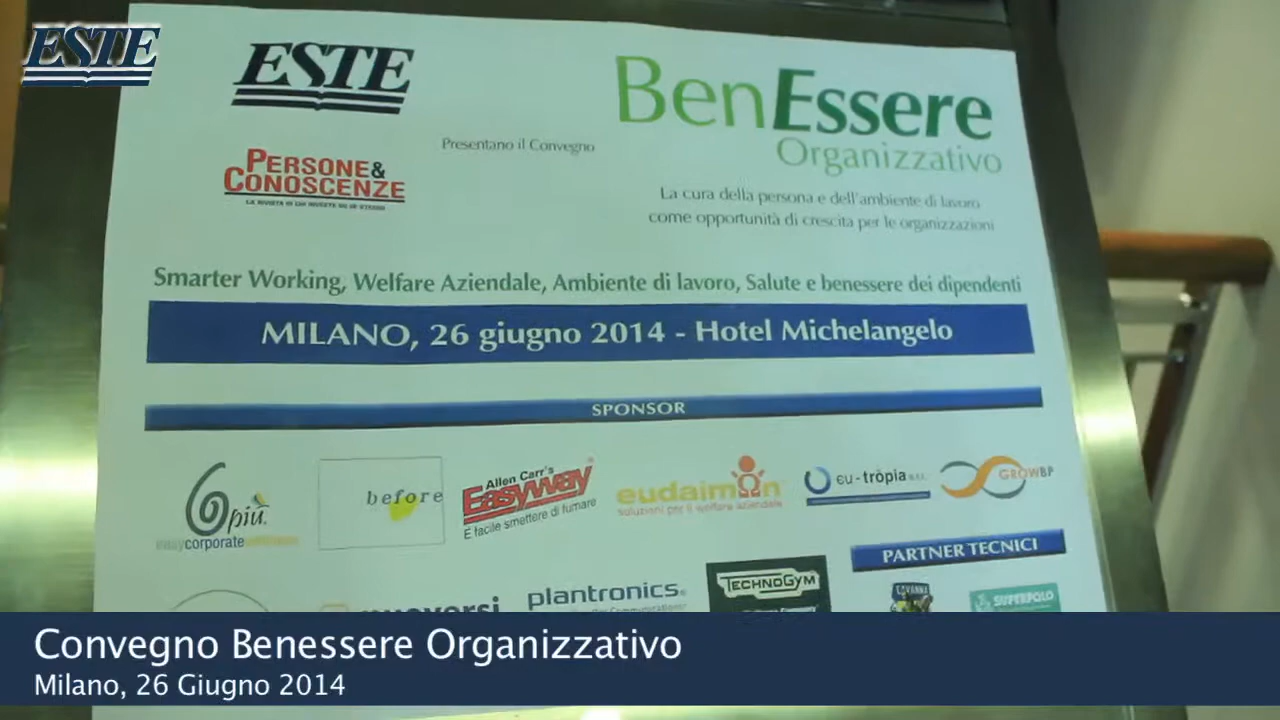 ESTE
ESTE
BenEssere
Organizzativo
Presentano il Convegno
PERSONE&
CONOSCENZE
La cura della persona e dell'ambiente di lavoro
come opportunità di crescita per le organizzazioni
Smarter Working, Welfare Aziendale, Ambiente di lavoro, Salute e benessere dei dipendenti
MILANO, 26 giugno 2014 - Hotel Michelangelo
SPONSOR
6più
easycorporate
before
Allen Carr's
Easyway
È facile smettere di fumare
eudaimon
soluzioni per il welfare aziendale
eu-tròpia
GROWBP
PARTNER TECNICI
plantronics
TECHNOGYM
SUPERPOLO
Convegno Benessere Organizzativo
Milano, 26 Giugno 2014